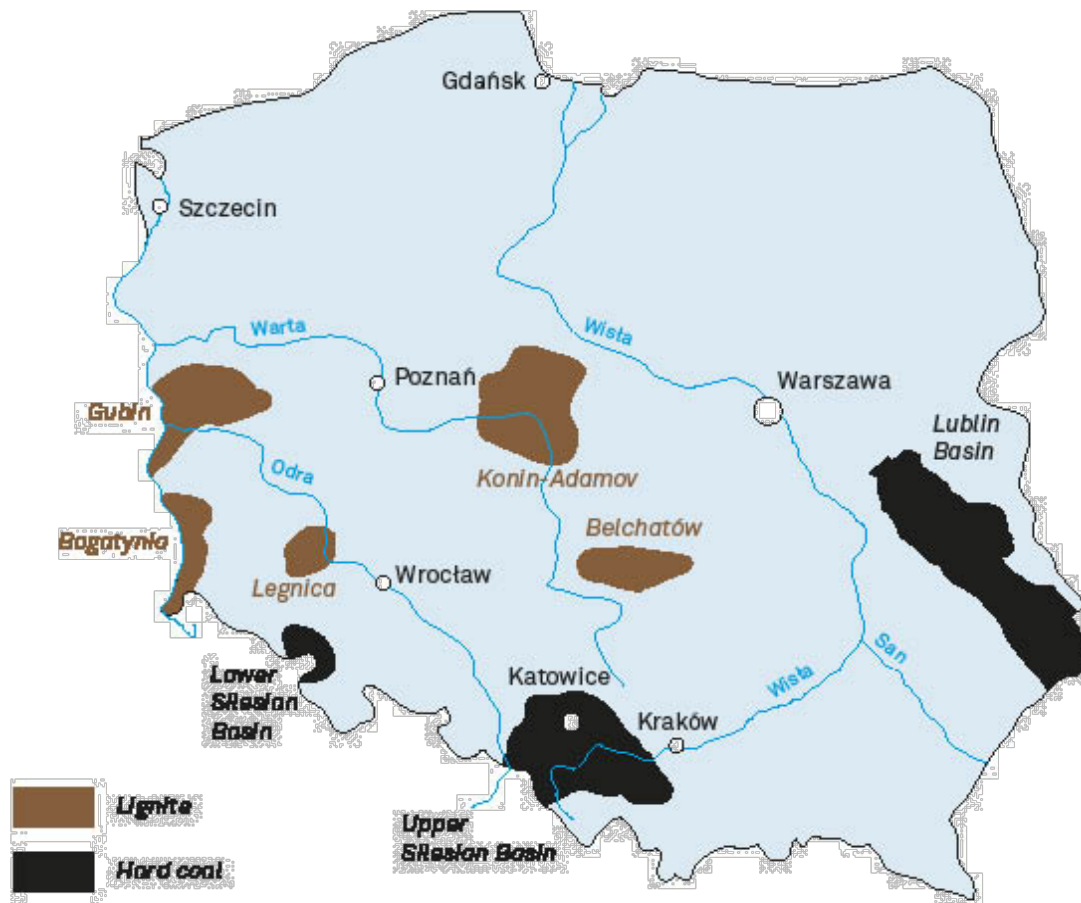 Gdańsk
Szczecin
Warta
Wisła
Poznań
Warszawa
Gubin
Lublin
Basin
Odra
Konin-Adamov
Bogatynia
Belchatów
Legnica
Wrocław
San
Lower
Silesian
Basin
Katowice
Wisła
Kraków
Lignite
Upper
Silesian Basin
Hard coal